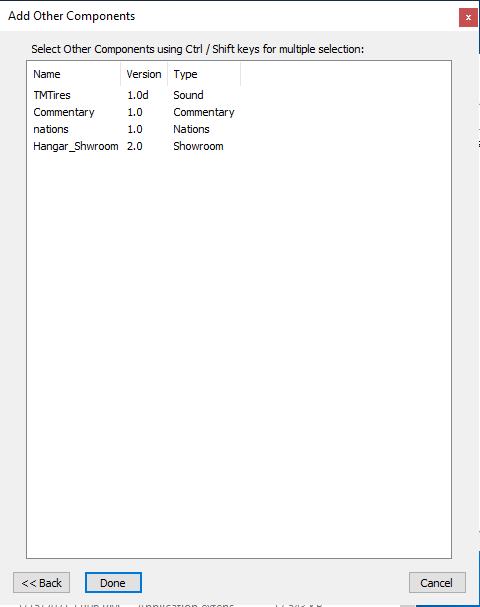 Add Other Components
x
Select Other Components using Ctrl / Shift keys for multiple selection:
Name Version Type
TMTires 1.0d Sound
Commentary 1.0 Commentary
nations 1.0 Nations
Hangar_Shwroom 2.0 Showroom
<< Back Done Cancel